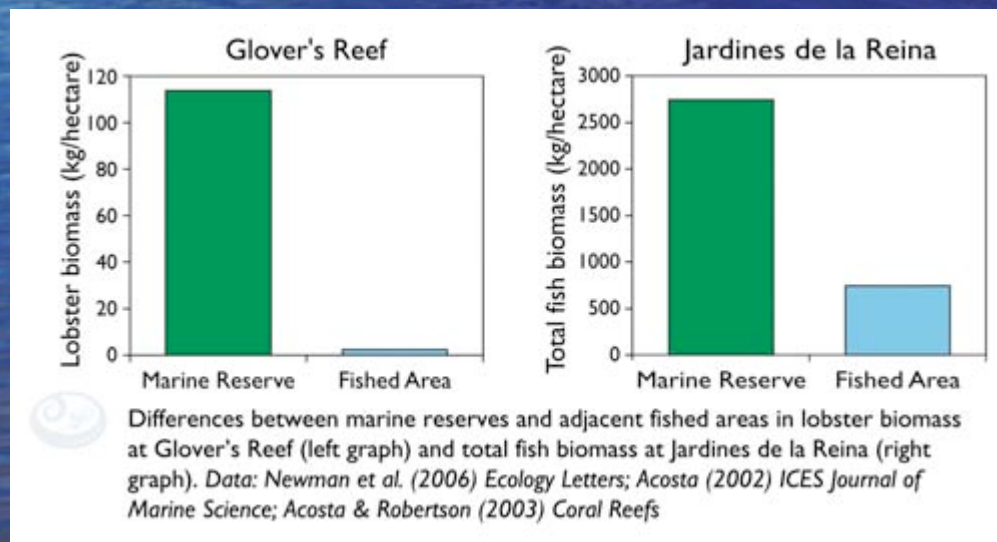 Glover's Reef
Lobster biomass (kg/hectare)
120
100
80
60
40
20
0
Marine Reserve Fished Area
Jardines de la Reina
Total fish biomass (kg/hectare)
3000
2500
2000
1500
1000
500
0
Marine Reserve Fished Area
Differences between marine reserves and adjacent fished areas in lobster biomass
at Glover's Reef (left graph) and total fish biomass at Jardines de la Reina (right
graph). Data: Newman et al. (2006) Ecology Letters; Acosta (2002) ICES Journal of
Marine Science; Acosta & Robertson (2003) Coral Reefs